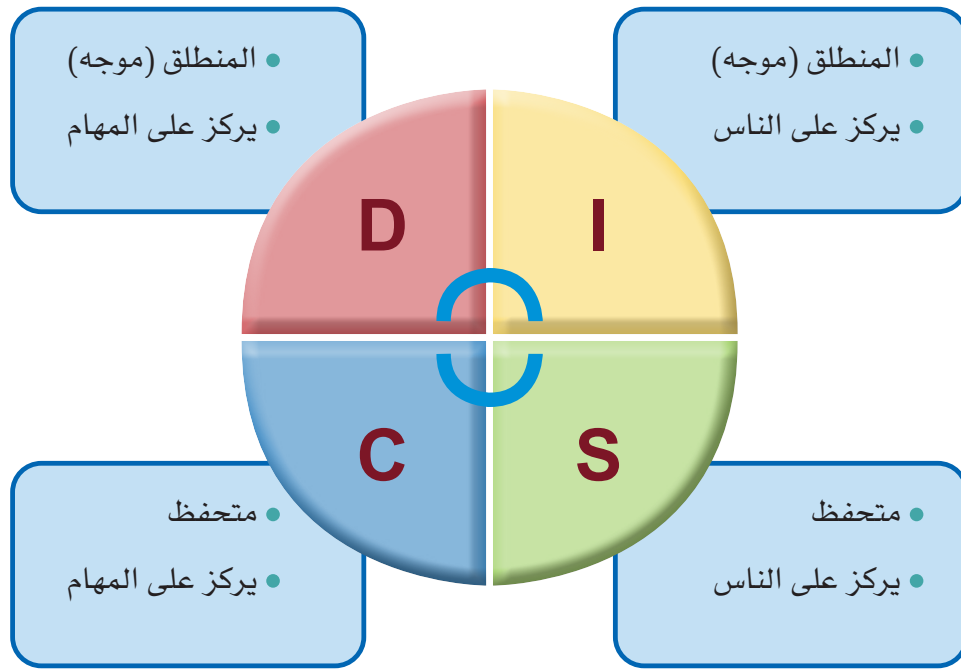 المنطلق (موجه)
يركز على الناس
المنطلق (موجه)
يركز على المهام
I
D
S
C
متحفظ
يركز على الناس
متحفظ
يركز على المهام